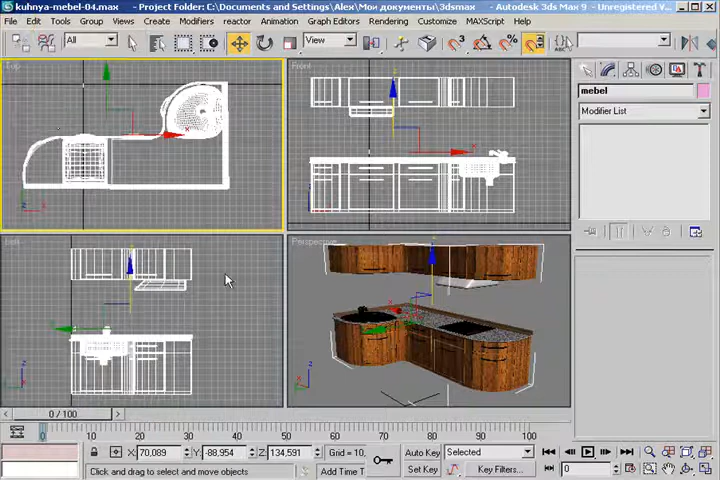 kuhnya-mebel-04.max - Project Folder: C:\Documents and Settings\Alex\Мои документы\3dsmax - Autodesk 3ds Max 9 - Unregistered V
File Edit Tools Group Views Create Modifiers reactor Animation Graph Editors Rendering Customize MAXScript Help
All View
Top Front
mebel
Modifier List
Left Perspective
0 / 100
0 10 20 30 40 50 60 70 80 90 100
X: 70,089 Y: -88,954 Z: 134,591 Grid = 10, Auto Key Selected
Click and drag to select and move objects Add Time T Set Key Key Filters... 0